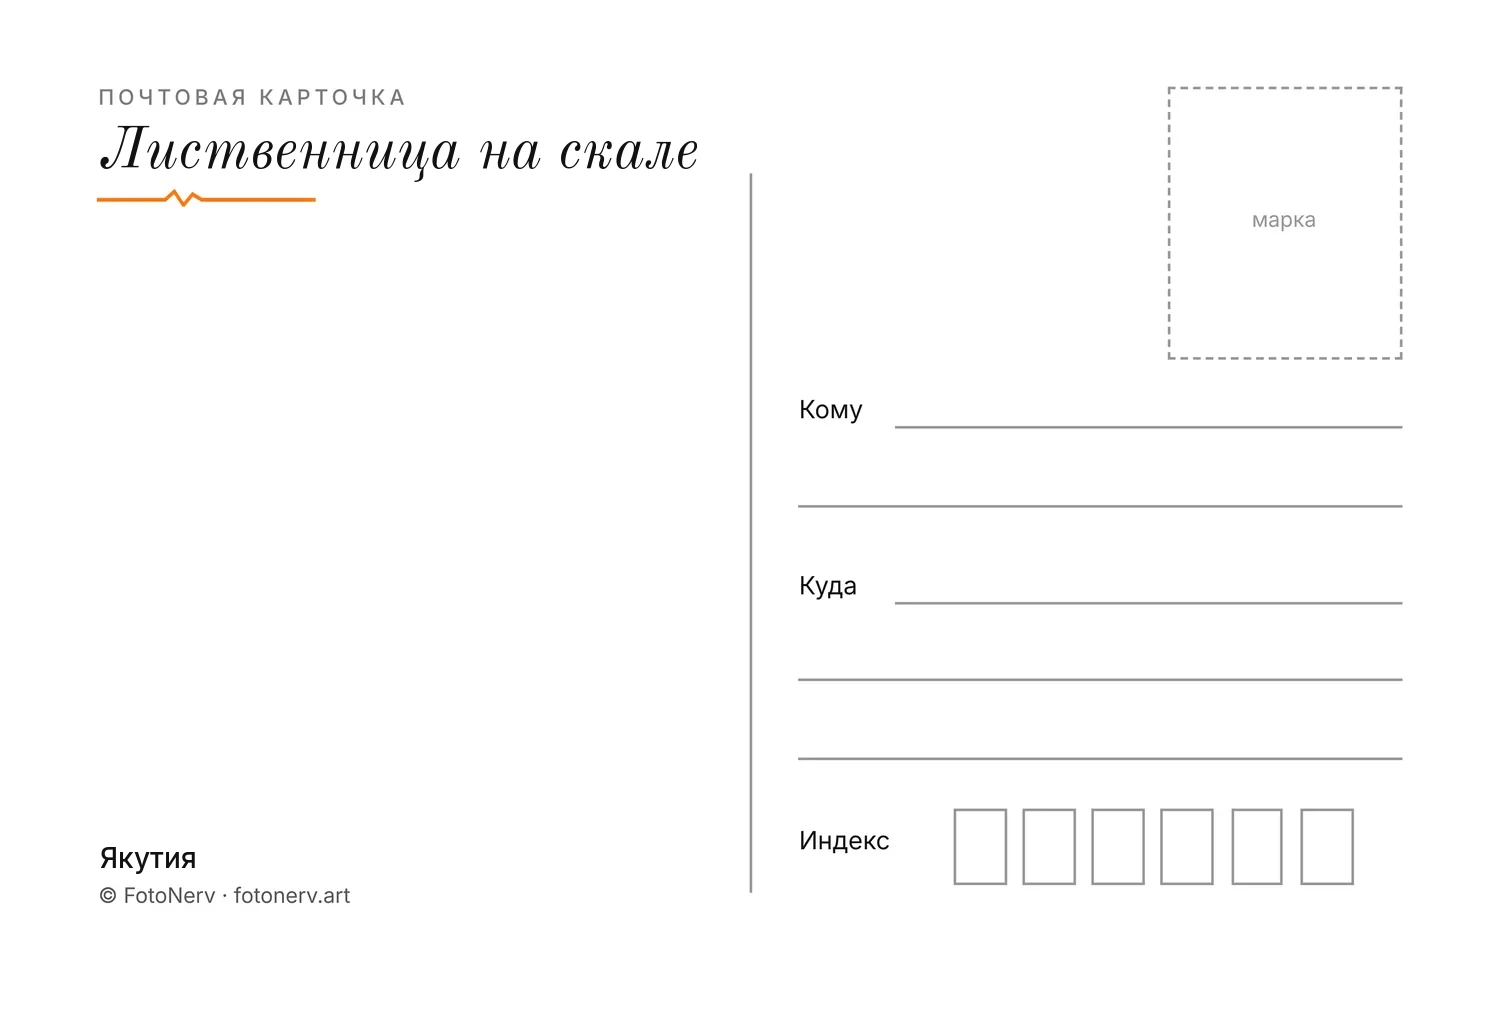 ПОЧТОВАЯ КАРТОЧКА
Лиственница на скале
марка
Кому
Куда
Индекс
Якутия
© FotoNerv · fotonerv.art